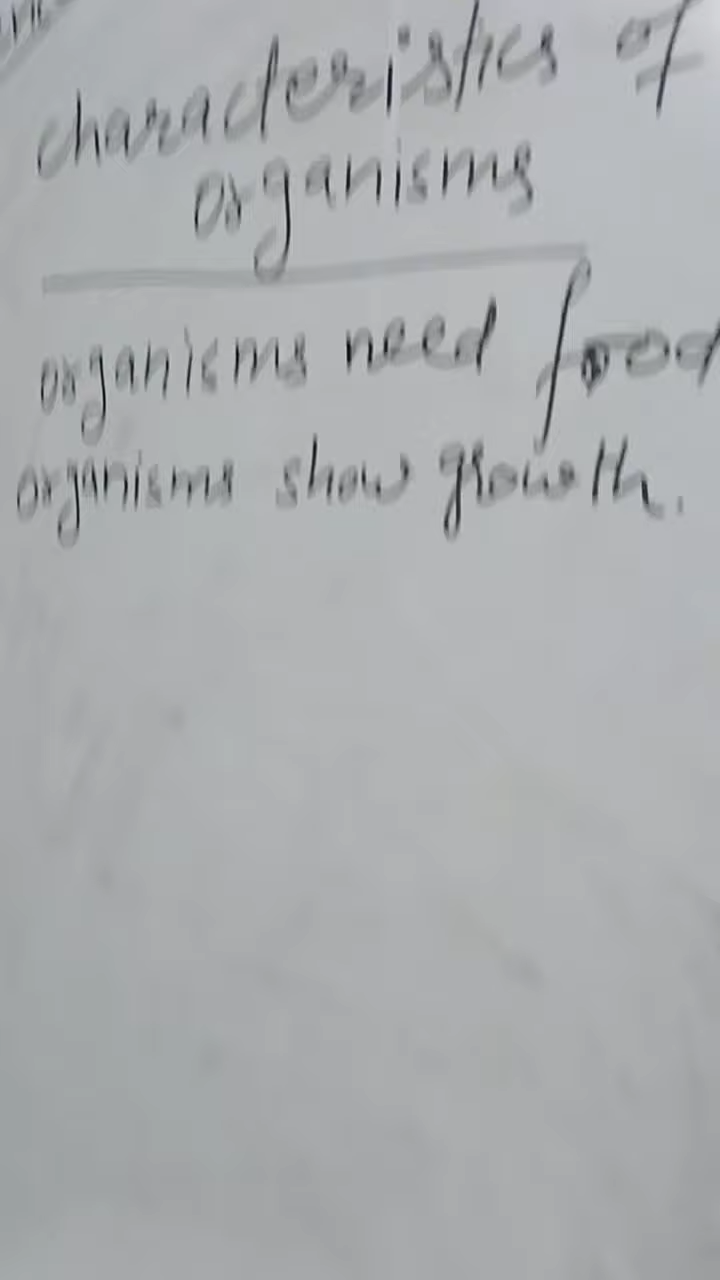 characteristics of
organisms
organisms need food
organisms show growth.